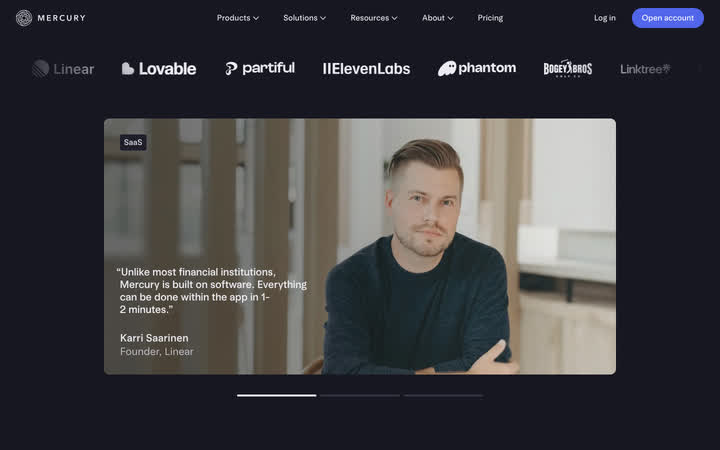 MERCURY
Products
Solutions
Resources
About
Pricing
Log in
Open account
Linear
Lovable
partiful
IIElevenLabs
phantom
BOGEY BROS
GOLF CO
Linktree
SaaS
“Unlike most financial institutions,
Mercury is built on software. Everything
can be done within the app in 1-
2 minutes.”
Karri Saarinen
Founder, Linear